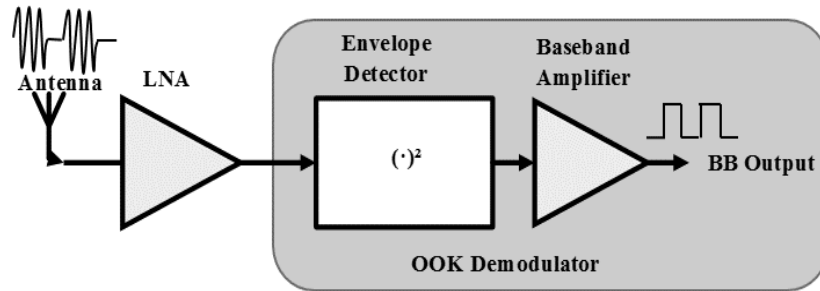 Antenna
LNA
Envelope
Detector
(·)²
Baseband
Amplifier
BB Output
OOK Demodulator